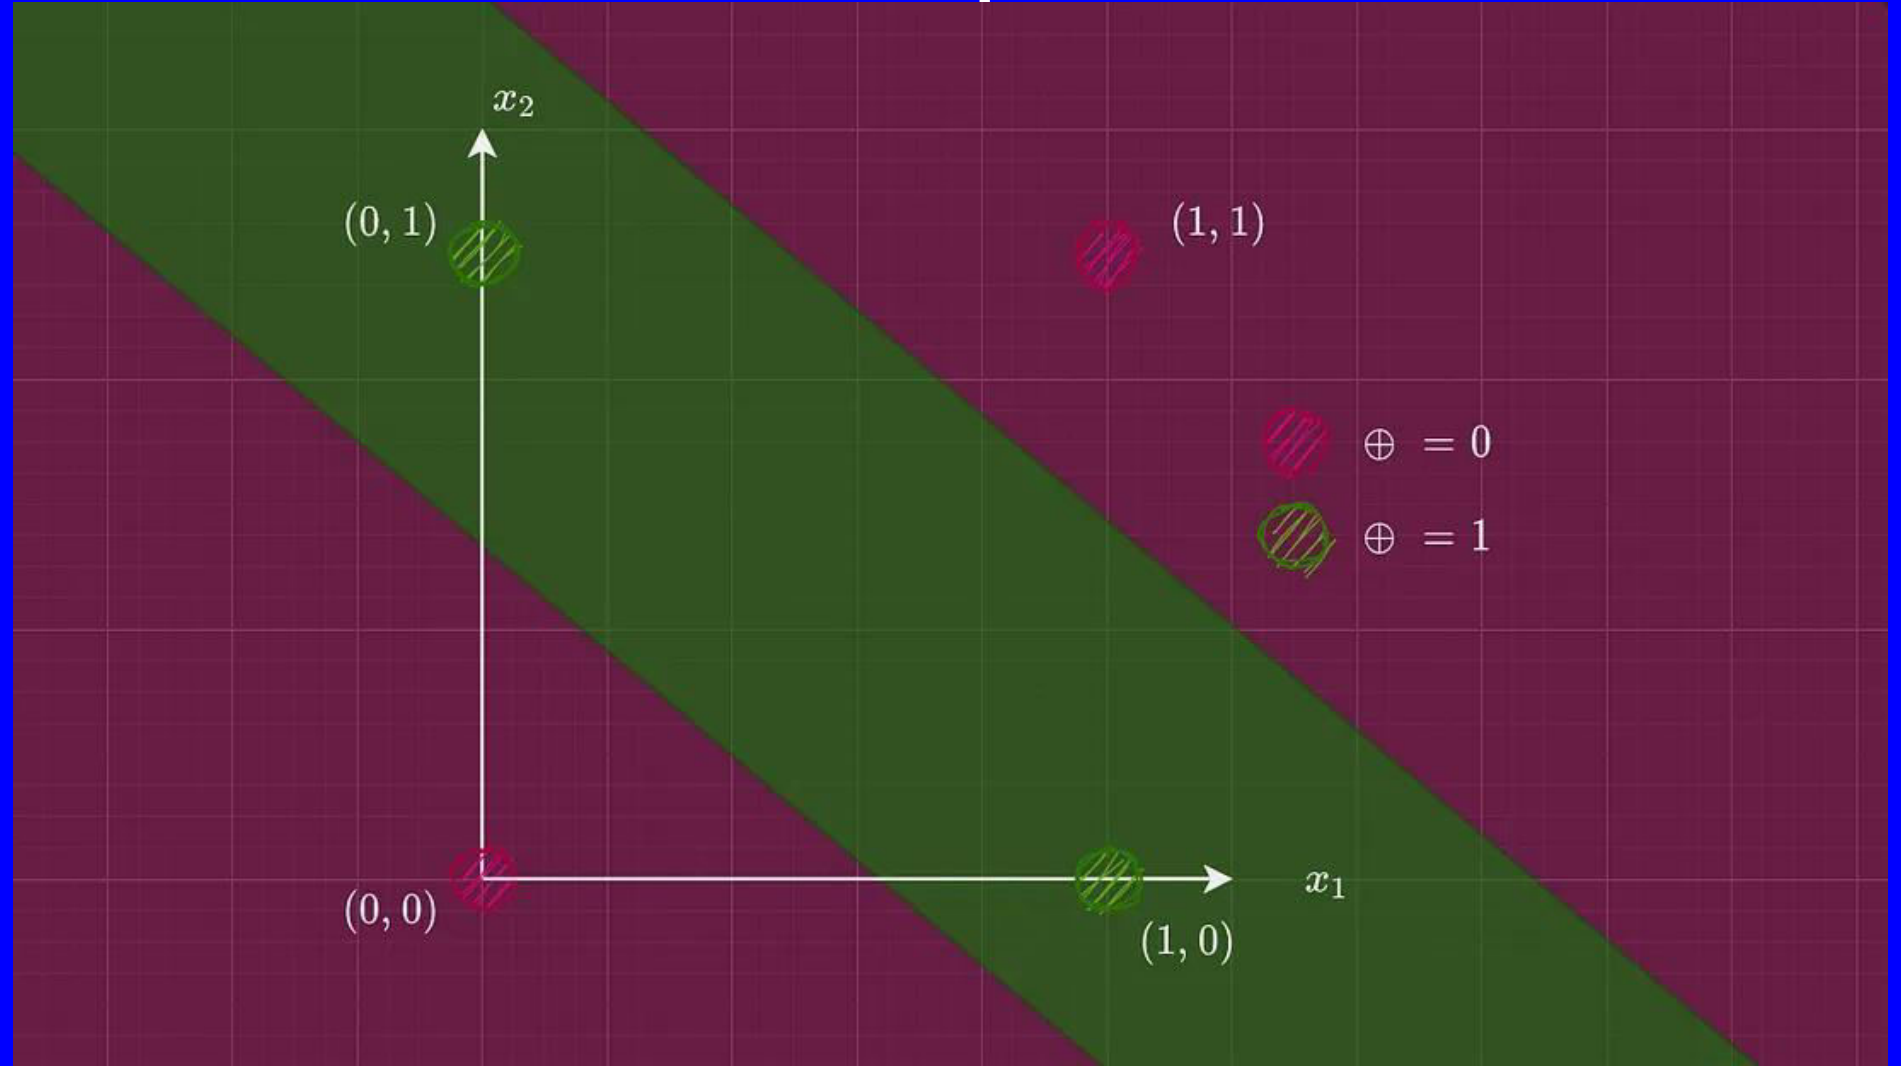 x₂
(0, 1)
(1, 1)
⊕ = 0
⊕ = 1
x₁
(0, 0)
(1, 0)